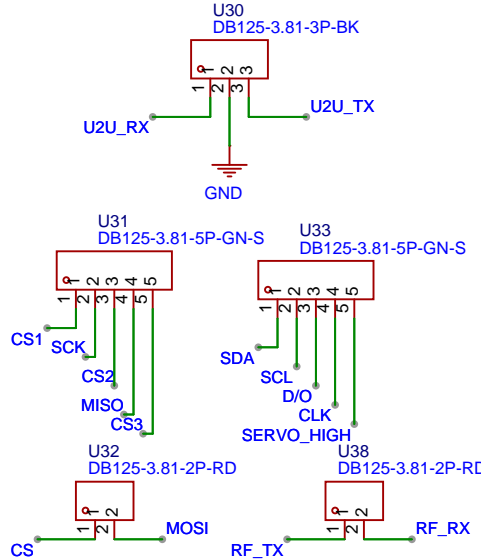 U30
DB125-3.81-3P-BK
1 2 3
1 2 3
U2U_RX
U2U_TX
GND
U31
DB125-3.81-5P-GN-S
1 2 3 4 5
1 2 3 4 5
CS1
SCK
CS2
MISO
CS3
U33
DB125-3.81-5P-GN-S
1 2 3 4 5
1 2 3 4 5
SDA
SCL
D/O
CLK
SERVO_HIGH
U32
DB125-3.81-2P-RD
1 2
1 2
CS
MOSI
U38
DB125-3.81-2P-RD
1 2
1 2
RF_TX
RF_RX